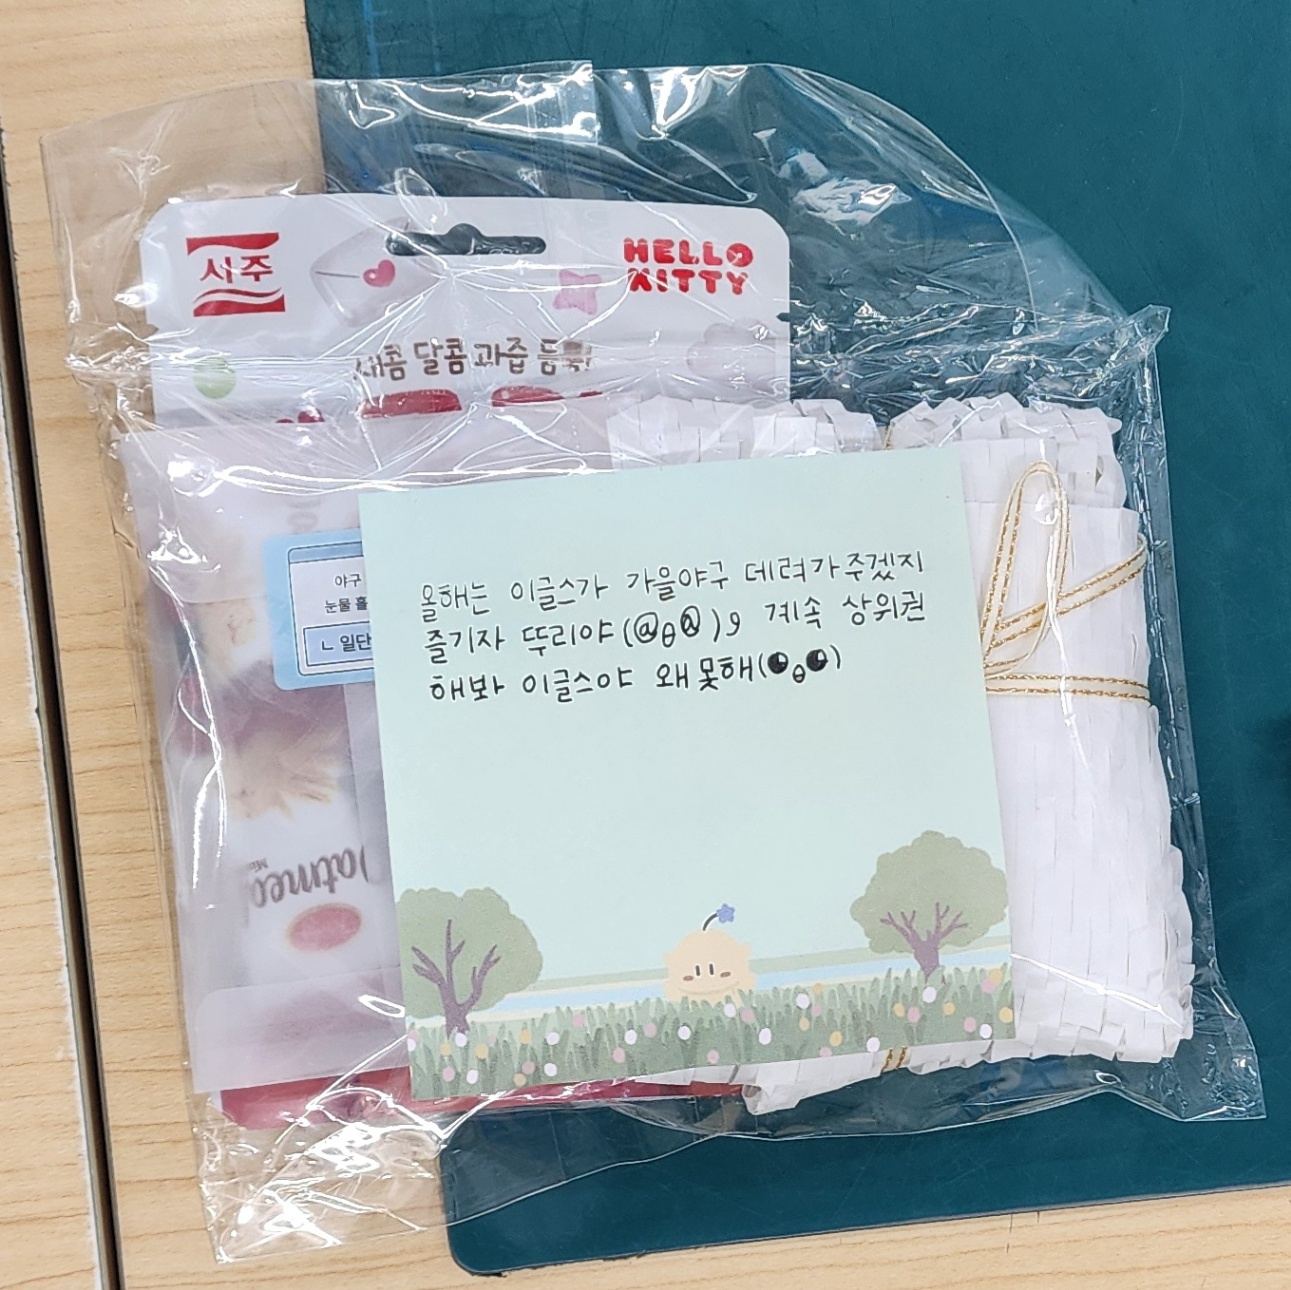 서주
HELLO
KITTY
새콤 달콤 과즙 듬뿍!
야구
눈물
ㄴ 일단
올해는 이글스가 가을야구 데려가주겠지
즐기자 뚜리야 (@θ@)9 계속 상위권
해봐 이글스야 왜 못해(◕θ◕)